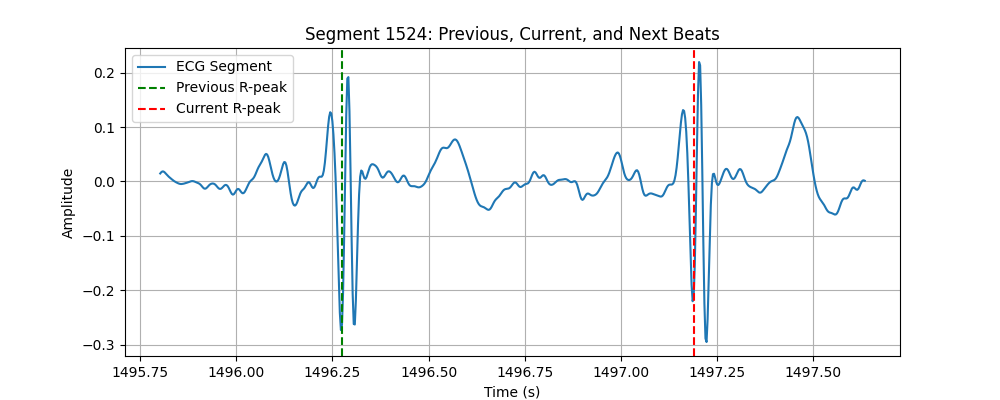 Segment 1524: Previous, Current, and Next Beats
ECG Segment
Previous R-peak
Current R-peak
0.2
0.1
0.0
−0.1
−0.2
−0.3
Amplitude
1495.75 1496.00 1496.25 1496.50 1496.75 1497.00 1497.25 1497.50
Time (s)